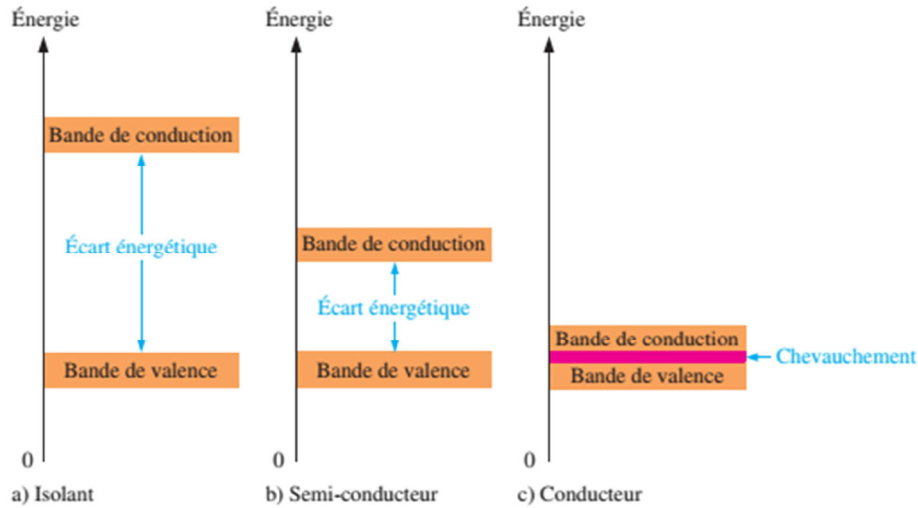 Énergie
Bande de conduction
Écart énergétique
Bande de valence
0
a) Isolant
Énergie
Bande de conduction
Écart énergétique
Bande de valence
0
b) Semi-conducteur
Énergie
Bande de conduction
Chevauchement
Bande de valence
0
c) Conducteur